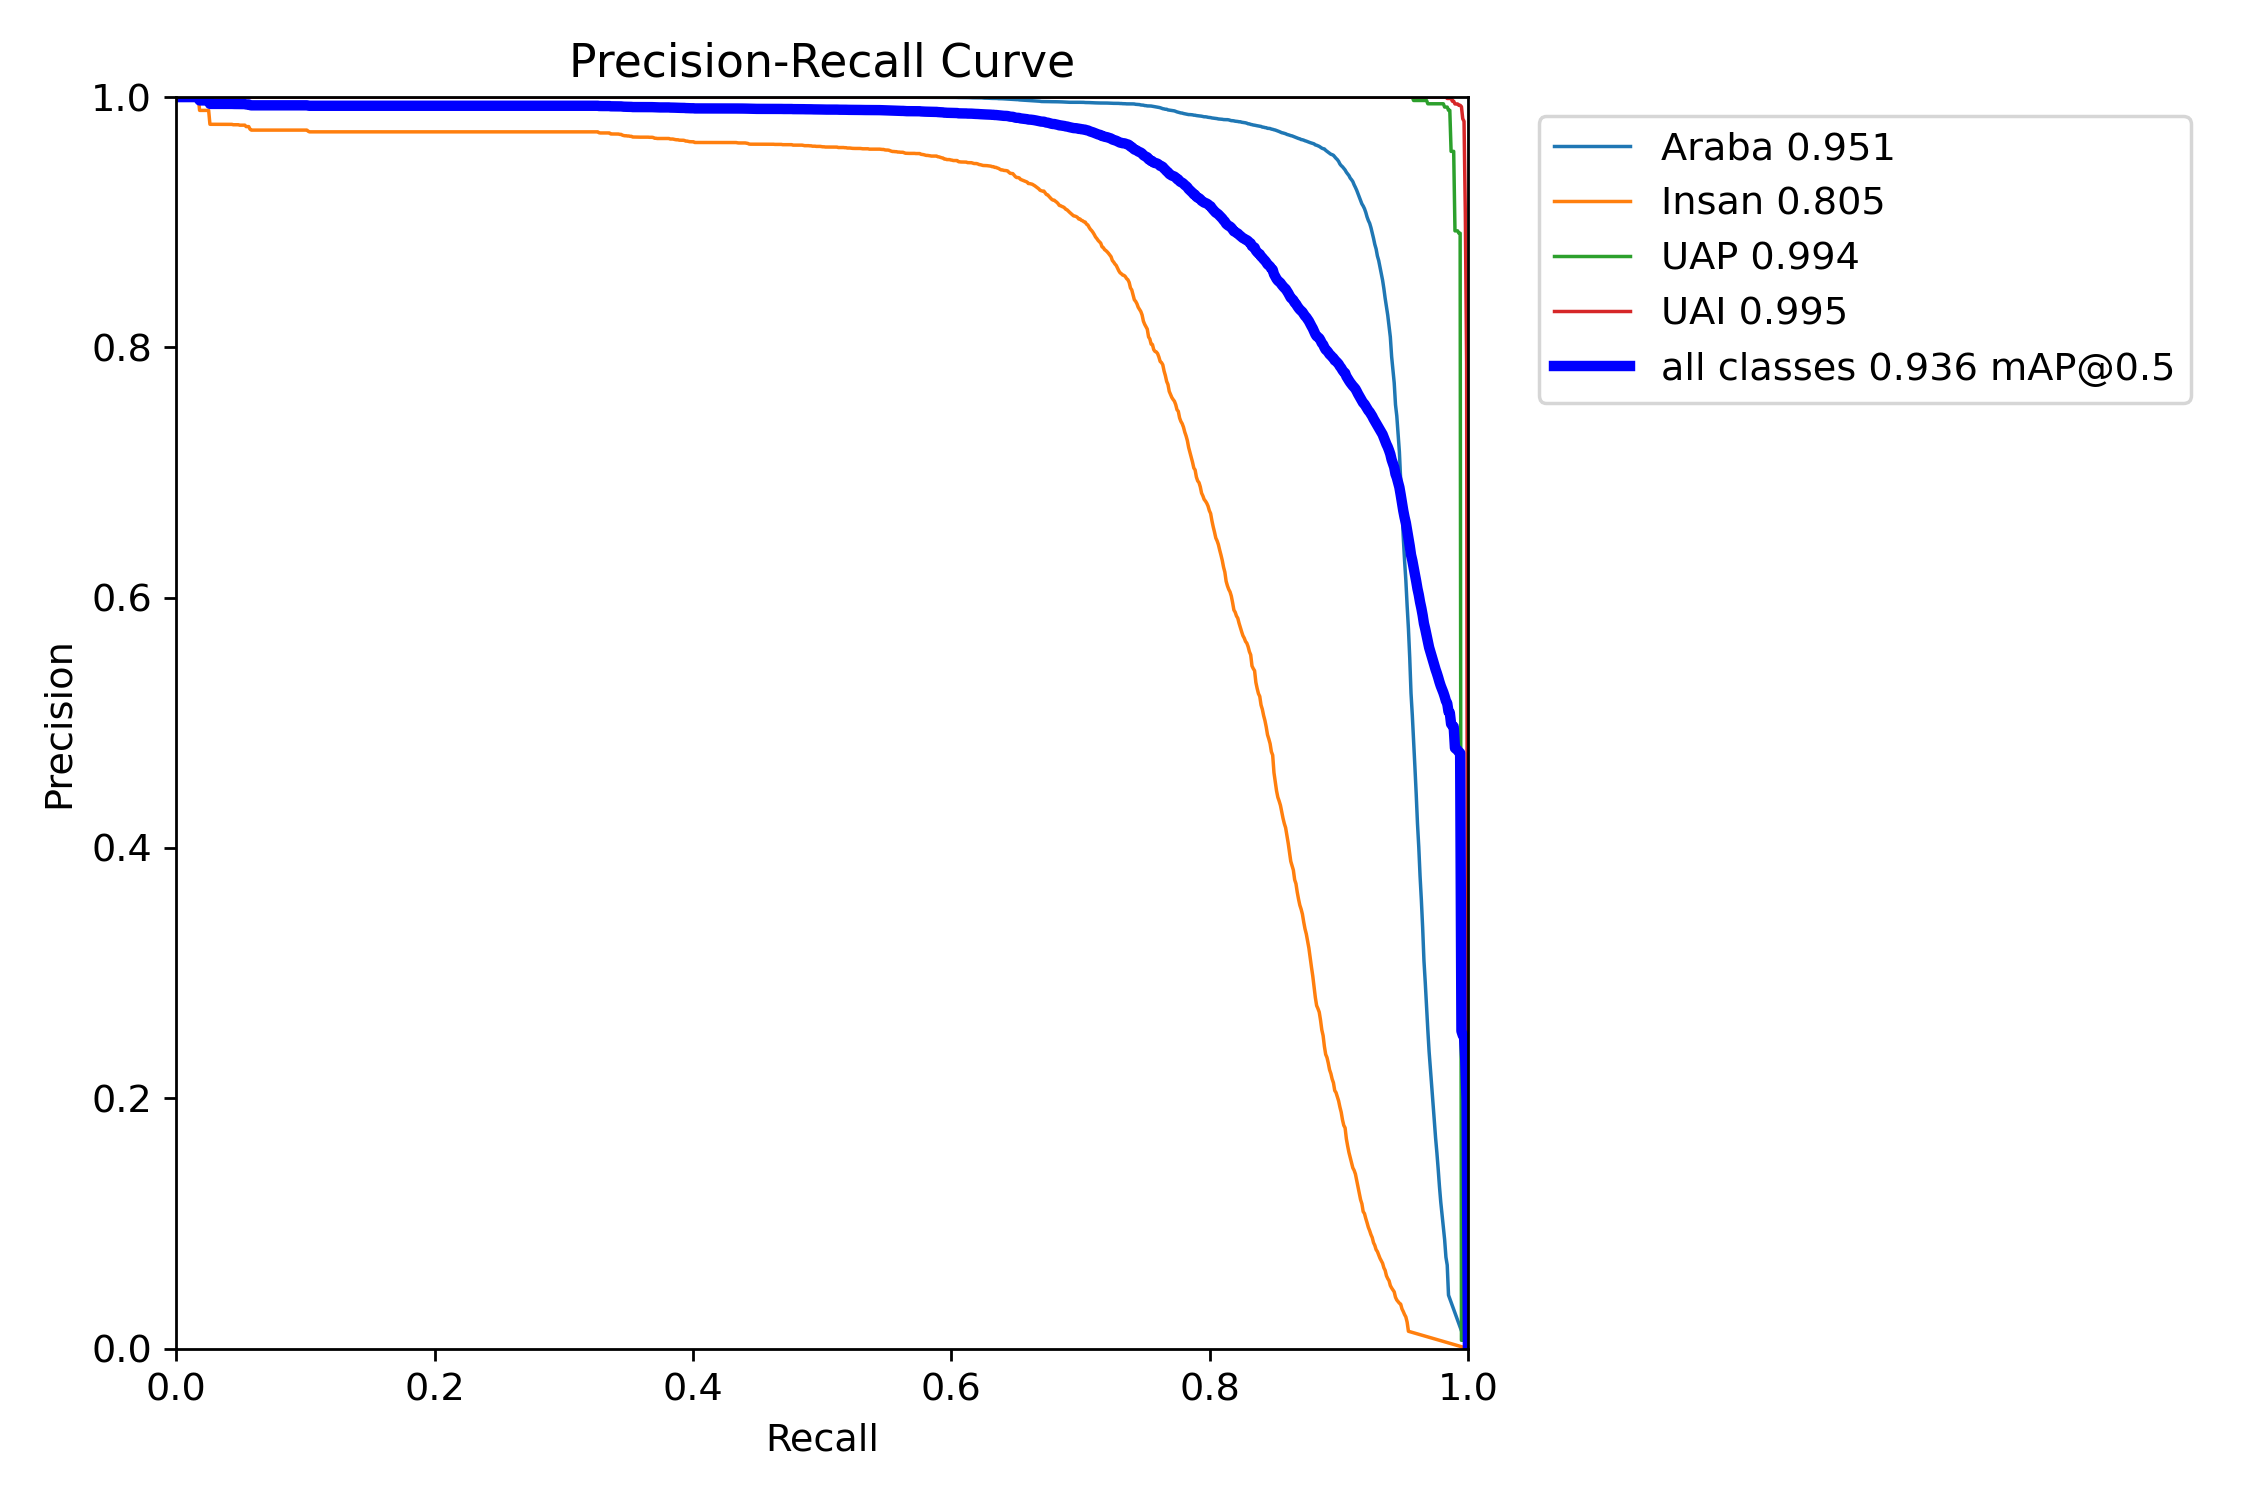 Precision-Recall Curve
1.0
0.8
0.6
0.4
0.2
0.0
Precision
0.0 0.2 0.4 0.6 0.8 1.0
Recall
Araba 0.951
Insan 0.805
UAP 0.994
UAI 0.995
all classes 0.936 mAP@0.5